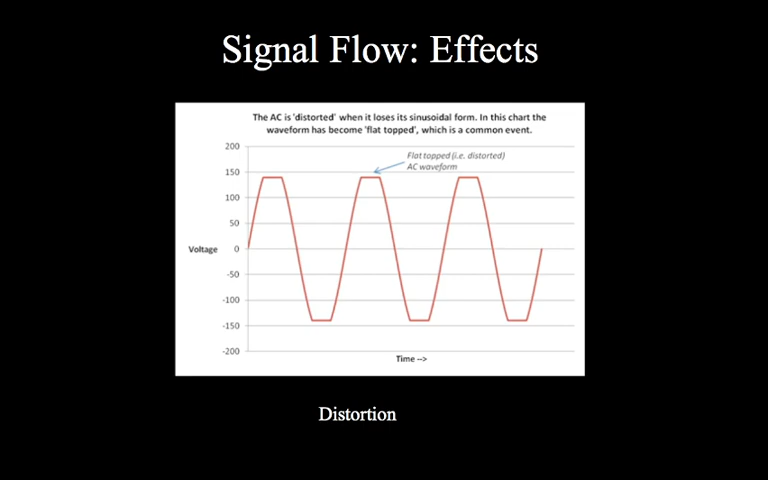 Signal Flow: Effects
The AC is 'distorted' when it loses its sinusoidal form. In this chart the
waveform has become 'flat topped', which is a common event.
200
Flat topped (i.e. distorted)
AC waveform
150
100
50
Voltage 0
-50
-100
-150
-200
Time -->
Distortion